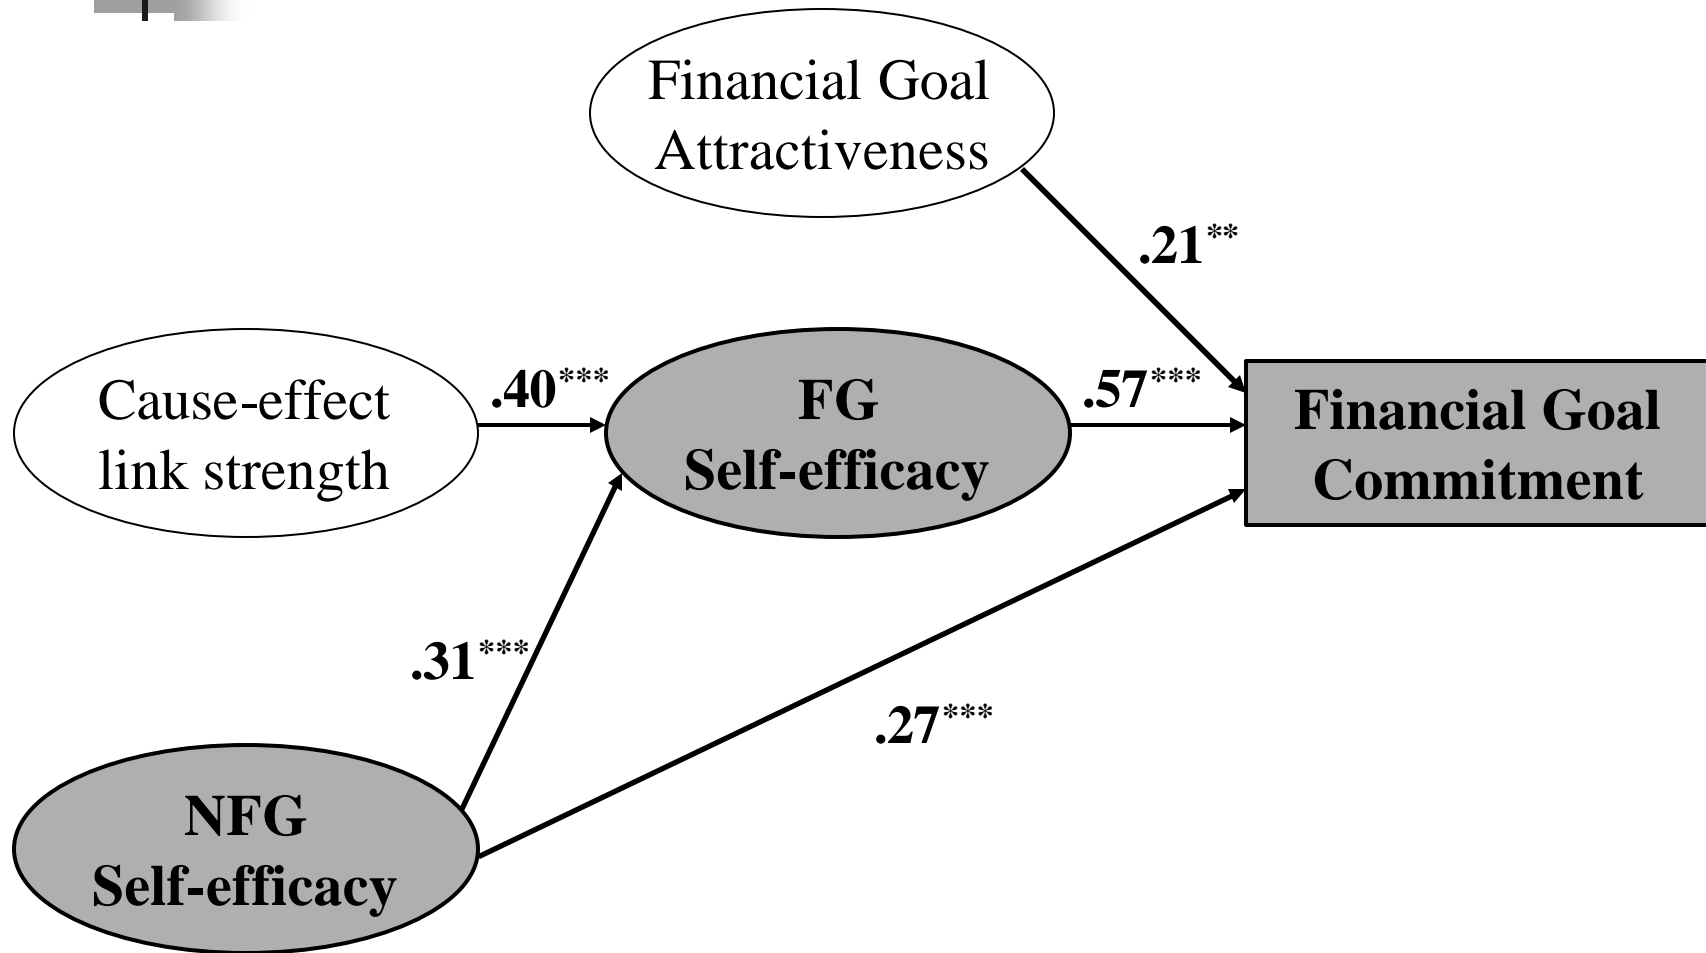 Financial Goal
Attractiveness
.21**
Cause-effect
link strength
.40***
FG
Self-efficacy
.57***
Financial Goal
Commitment
.31***
.27***
NFG
Self-efficacy